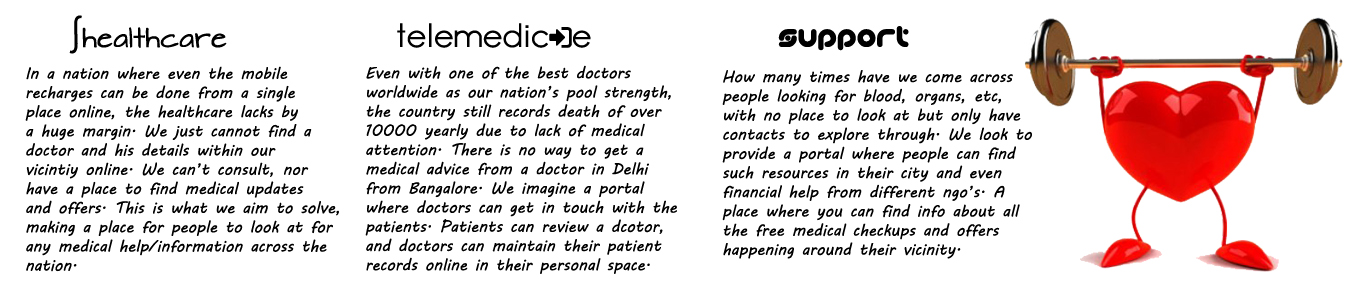 healthcare
In a nation where even the mobile
recharges can be done from a single
place online, the healthcare lacks by
a huge margin. We just cannot find a
doctor and his details within our
vicintiy online. We can't consult, nor
have a place to find medical updates
and offers. This is what we aim to solve,
making a place for people to look at for
any medical help/information across the
nation.
telemedicine
Even with one of the best doctors
worldwide as our nation's pool strength,
the country still records death of over
10000 yearly due to lack of medical
attention. There is no way to get a
medical advice from a doctor in Delhi
from Bangalore. We imagine a portal
where doctors can get in touch with the
patients. Patients can review a dcotor,
and doctors can maintain their patient
records online in their personal space.
support
How many times have we come across
people looking for blood, organs, etc,
with no place to look at but only have
contacts to explore through. We look to
provide a portal where people can find
such resources in their city and even
financial help from different ngo's. A
place where you can find info about all
the free medical checkups and offers
happening around their vicinity.